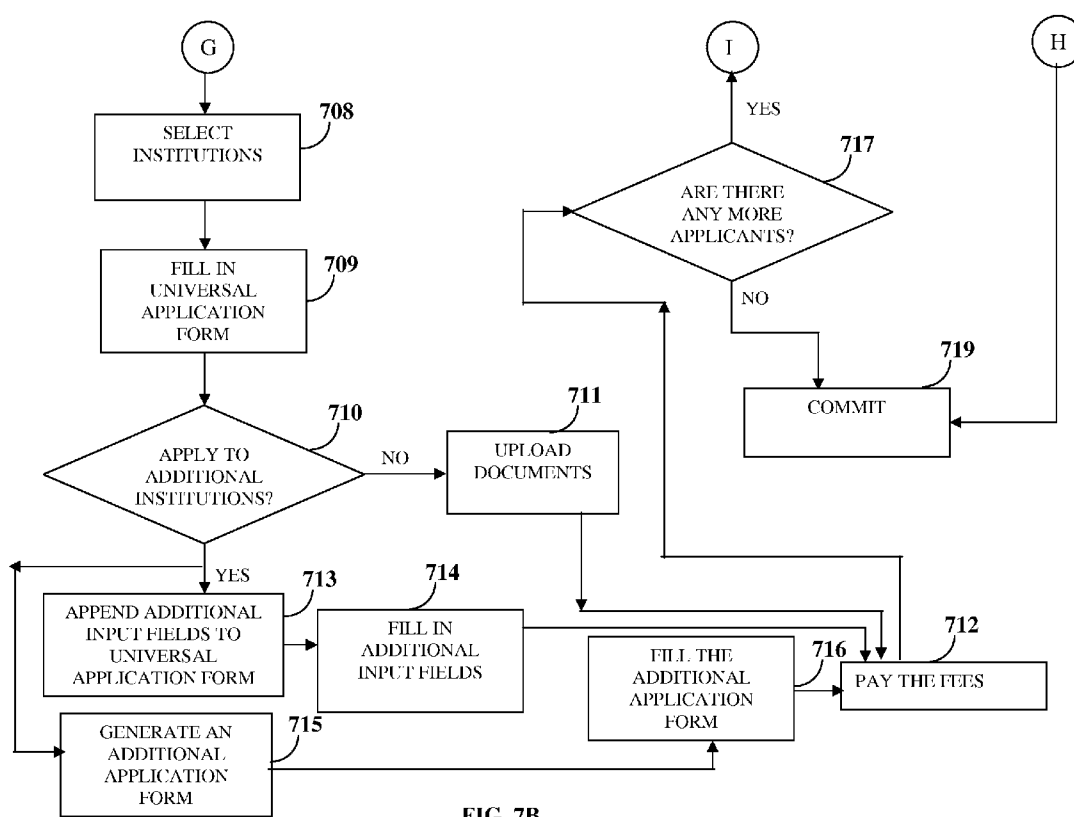 G
I
H
708
SELECT
INSTITUTIONS
YES
717
ARE THERE
ANY MORE
APPLICANTS?
709
FILL IN
UNIVERSAL
APPLICATION
FORM
NO
719
COMMIT
710
APPLY TO
ADDITIONAL
INSTITUTIONS?
NO
711
UPLOAD
DOCUMENTS
YES
713
APPEND ADDITIONAL
INPUT FIELDS TO
UNIVERSAL
APPLICATION FORM
714
FILL IN
ADDITIONAL
INPUT FIELDS
716
FILL THE
ADDITIONAL
APPLICATION
FORM
712
PAY THE FEES
715
GENERATE AN
ADDITIONAL
APPLICATION
FORM
FIG. 7B